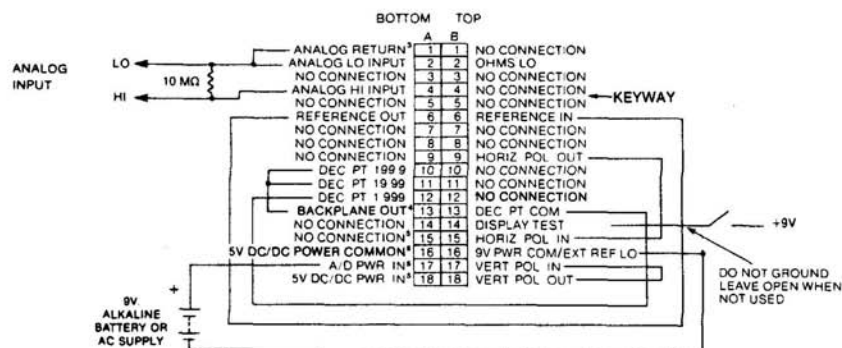 BOTTOM TOP
A B
ANALOG RETURN³ 1 1 NO CONNECTION
ANALOG LO INPUT 2 2 OHMS LO
NO CONNECTION 3 3 NO CONNECTION
ANALOG HI INPUT 4 4 NO CONNECTION
NO CONNECTION 5 5 NO CONNECTION
REFERENCE OUT 6 6 REFERENCE IN
NO CONNECTION 7 7 NO CONNECTION
NO CONNECTION 8 8 NO CONNECTION
NO CONNECTION 9 9 HORIZ POL OUT
DEC PT 199 9 10 10 NO CONNECTION
DEC PT 19 99 11 11 NO CONNECTION
DEC PT 1 999 12 12 NO CONNECTION
BACKPLANE OUT⁴ 13 13 DEC PT COM
NO CONNECTION 14 14 DISPLAY TEST
NO CONNECTION⁵ 15 15 HORIZ POL IN
5V DC/DC POWER COMMON⁵ 16 16 9V PWR COM/EXT REF LO
A/D PWR IN⁵ 17 17 VERT POL IN
5V DC/DC PWR IN⁵ 18 18 VERT POL OUT
ANALOG
INPUT
LO
10 MΩ
HI
KEYWAY
+9V
DO NOT GROUND
LEAVE OPEN WHEN
NOT USED
+
9V
ALKALINE
BATTERY OR
AC SUPPLY
-